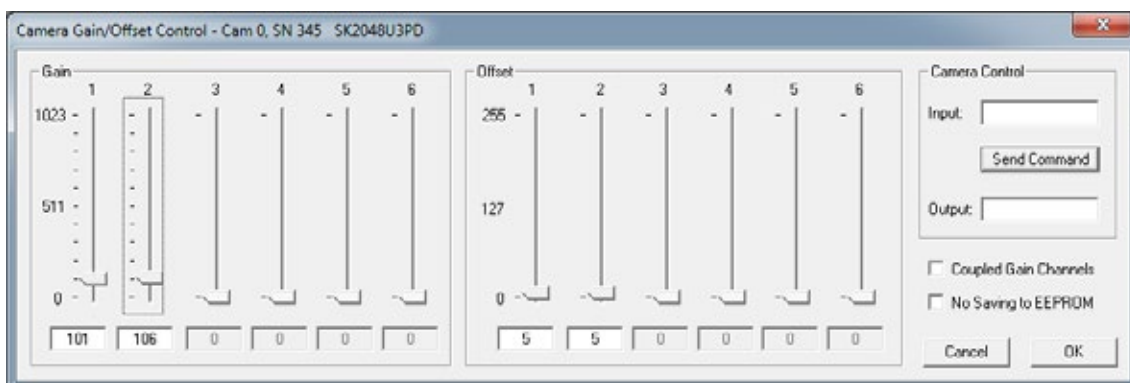 Camera Gain/Offset Control - Cam 0, SN 345 SK2048U3PD
Gain
1 2 3 4 5 6
1023
511
0
101 106 0 0 0 0
Offset
1 2 3 4 5 6
255
127
0
5 5 0 0 0 0
Camera Control
Input:
Send Command
Output:
Coupled Gain Channels
No Saving to EEPROM
Cancel OK